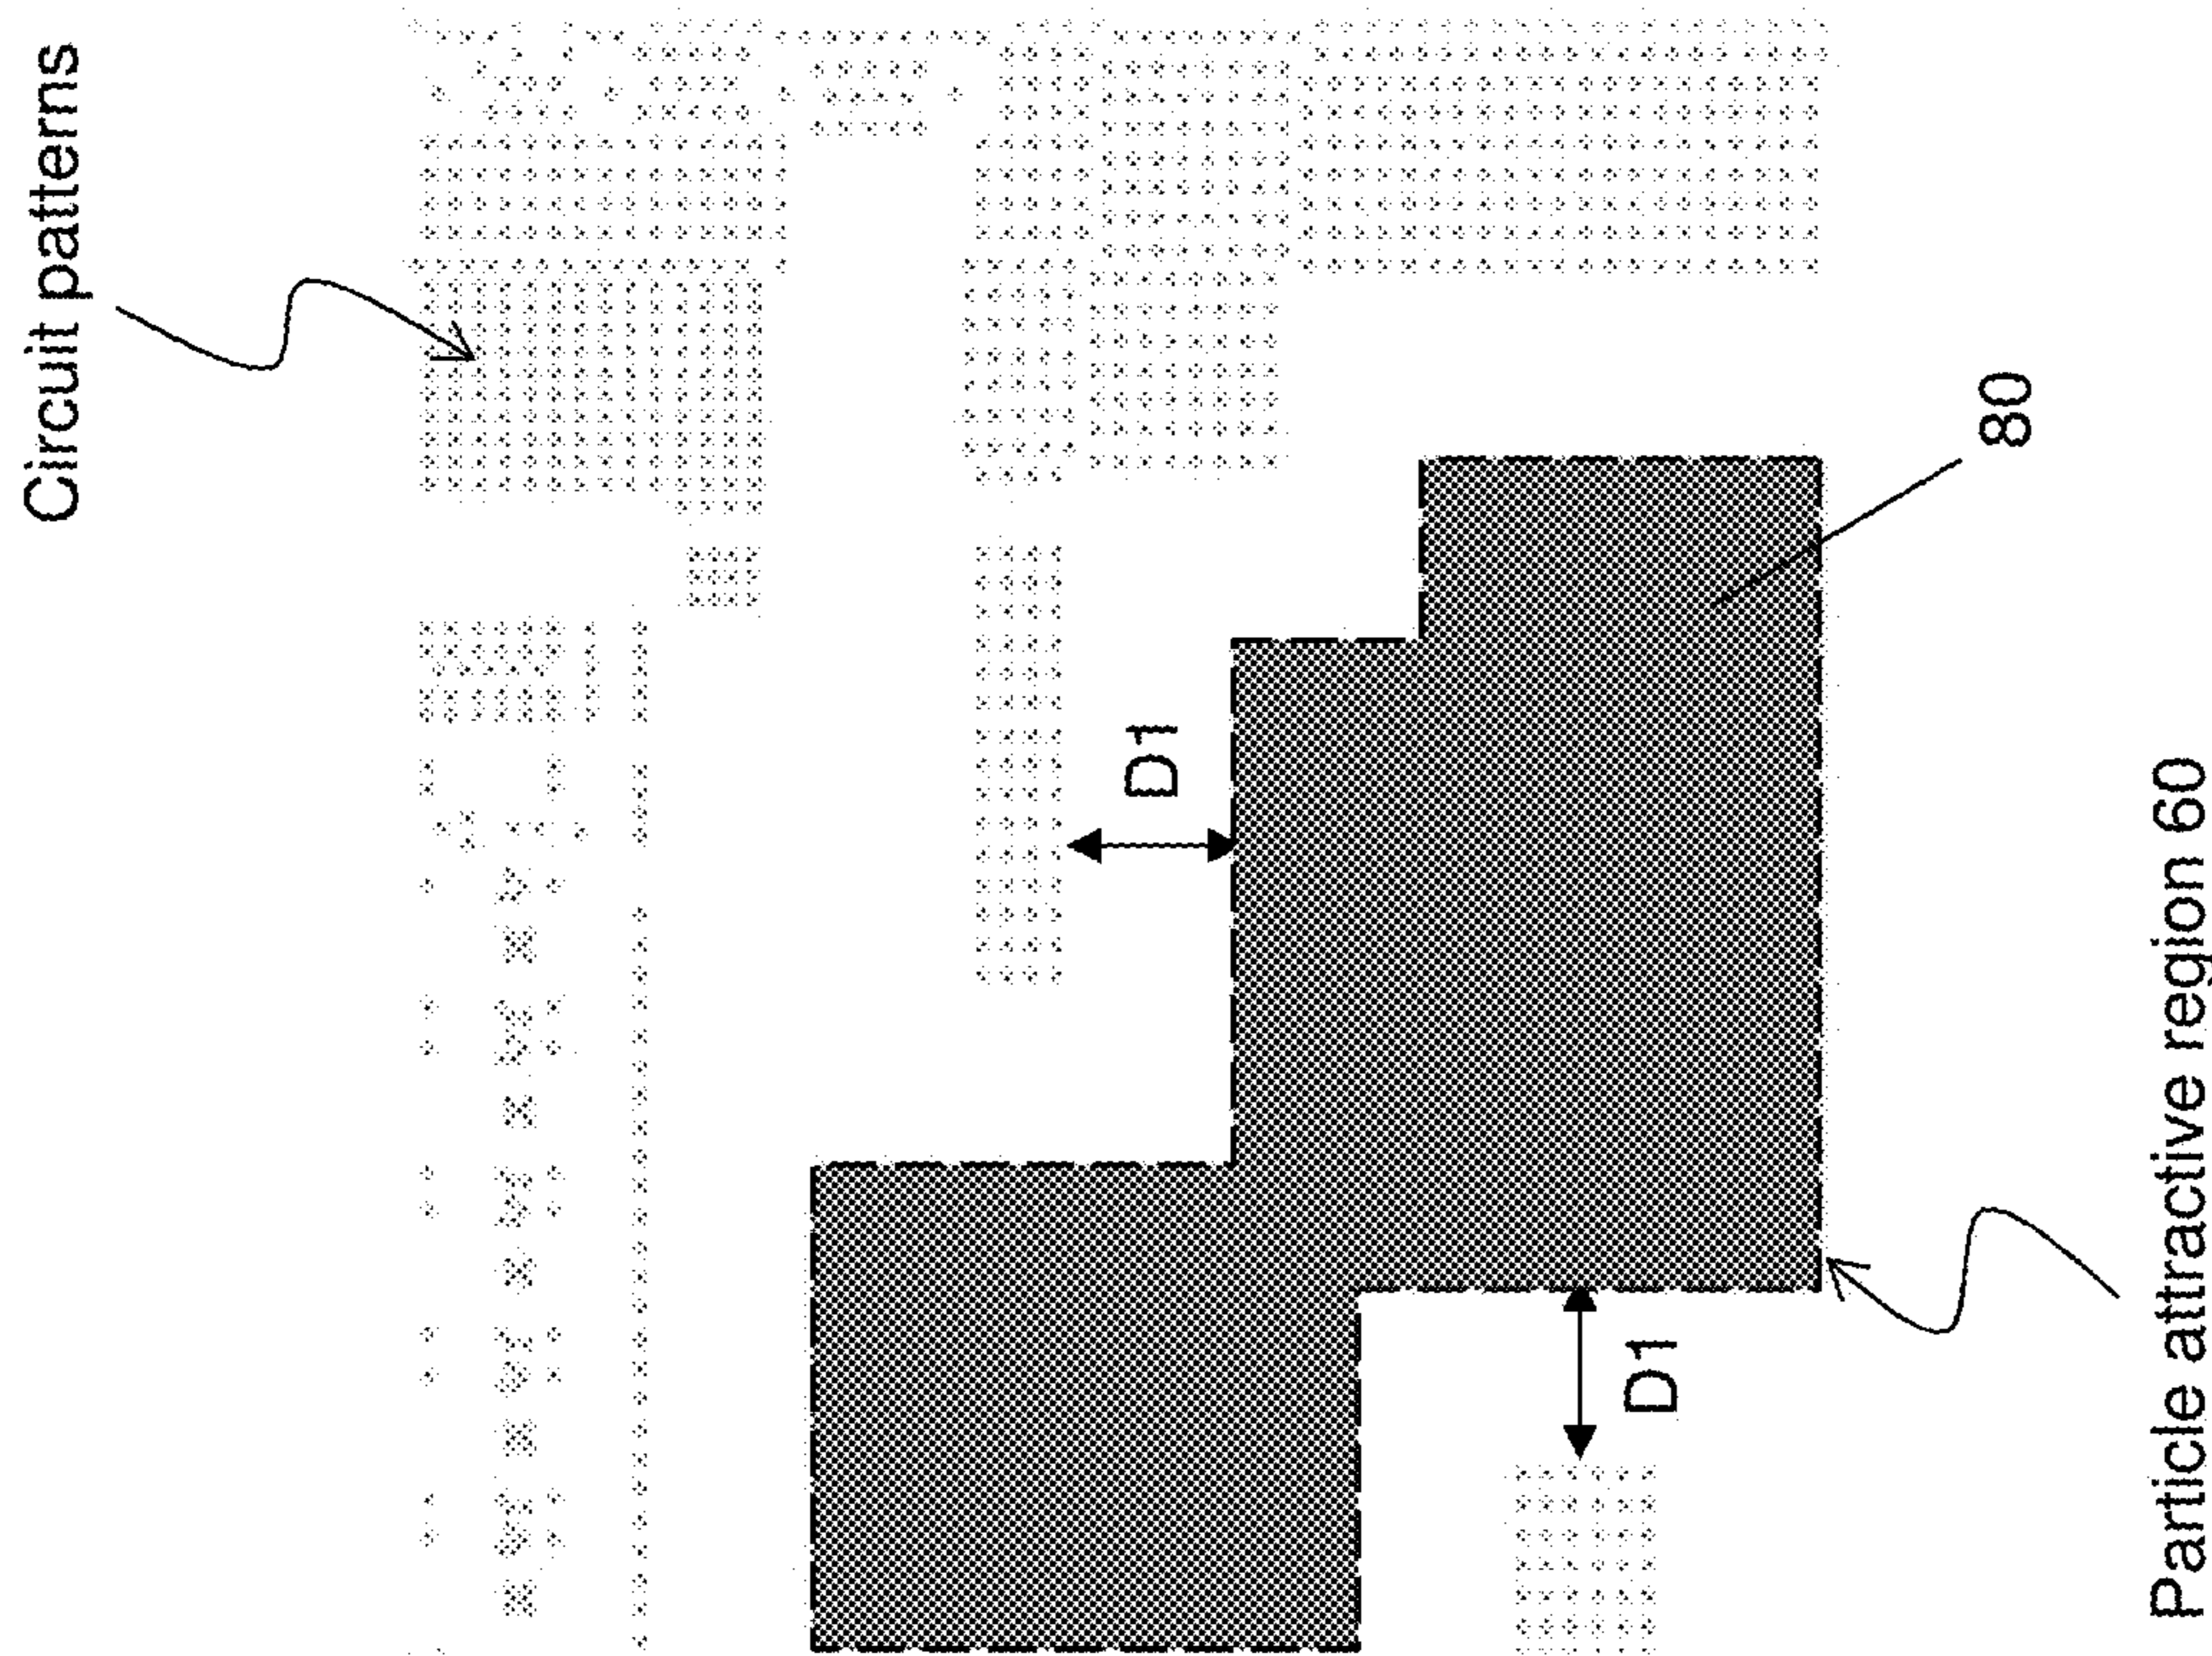 Circuit patterns
80
D1
D1
Particle attractive region 60